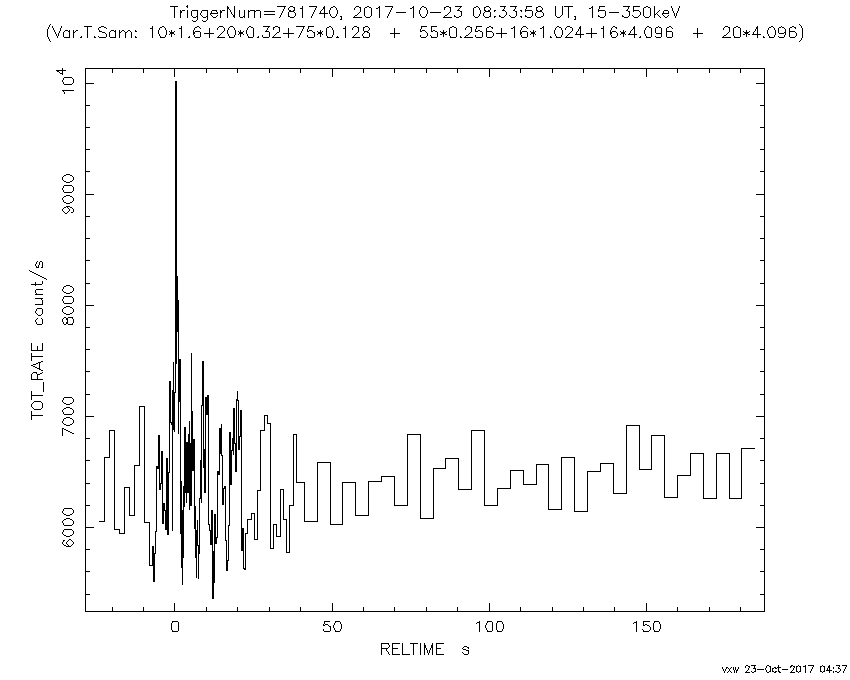 TriggerNum=781740, 2017-10-23 08:33:58 UT, 15-350keV
(Var.T.Sam: 10*1.6+20*0.32+75*0.128 + 55*0.256+16*1.024+16*4.096 + 20*4.096)
10⁴
9000
8000
7000
6000
TOT_RATE count/s
0 50 100 150
RELTIME s
vxw 23-Oct-2017 04:37